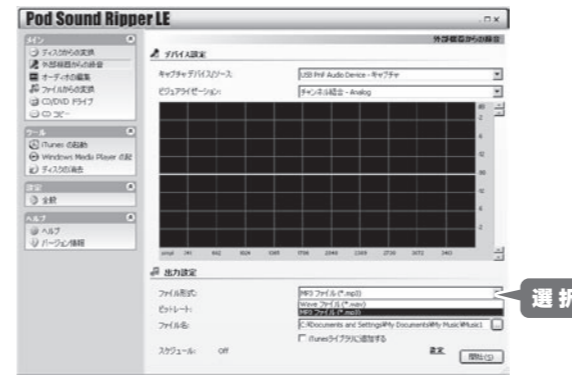 Pod Sound Ripper LE
外部機器からの録音
メイン
ディスクからの変換
外部機器からの録音
オーディオの編集
ファイルからの変換
CD/DVD ドライブ
CD コピー
ツール
iTunes の起動
Windows Media Player の起
ディスクの消去
設定
全般
ヘルプ
ヘルプ
バージョン情報
デバイス設定
キャプチャデバイス/ソース:
USB PnP Audio Device - キャプチャ
ビジュアライゼーション:
チャンネル結合 - Analog
出力設定
ファイル形式:
MP3 ファイル (*.mp3)
Wave ファイル (*.wav)
MP3 ファイル (*.mp3)
ビットレート:
ファイル名:
C:¥Documents and Settings¥My Documents¥My Music¥Music1
iTunesライブラリに追加する
スケジュール: Off
設定
開始(S)
選択